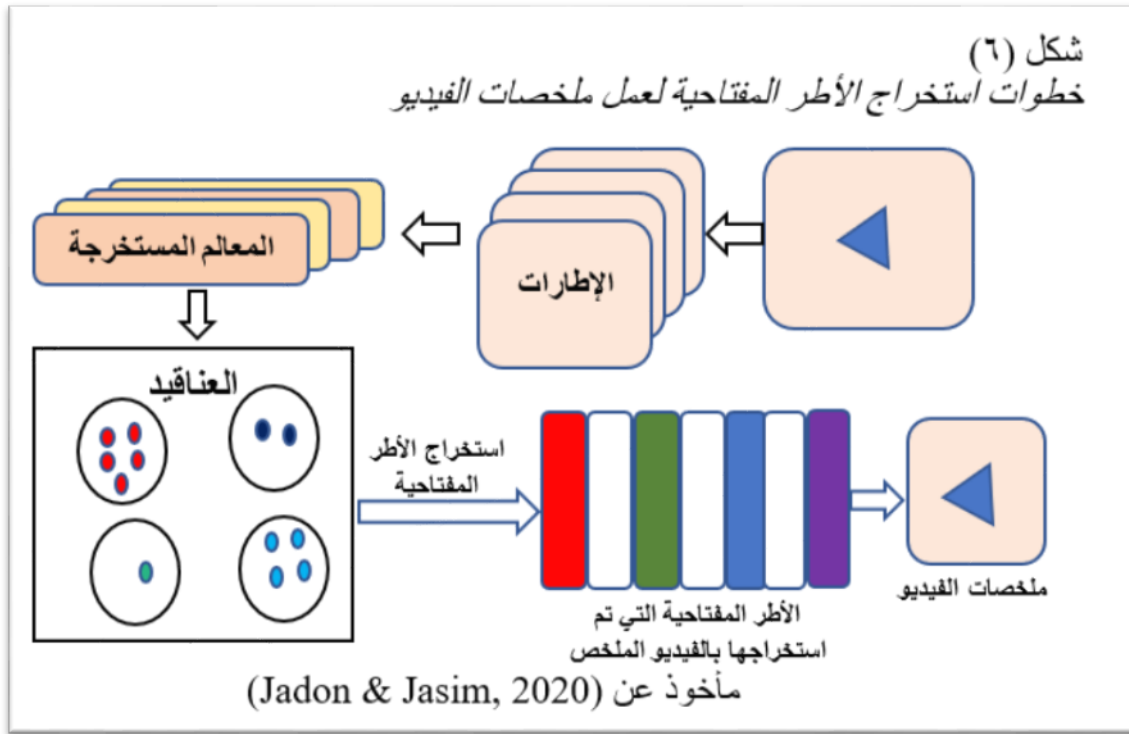 شكل (٦)
خطوات استخراج الأطر المفتاحية لعمل ملخصات الفيديو
الإطارات
المعالم المستخرجة
العناقيد
استخراج الأطر
المفتاحية
الأطر المفتاحية التي تم
استخراجها بالفيديو الملخص
ملخصات الفيديو
مأخوذ عن (Jadon & Jasim, 2020)